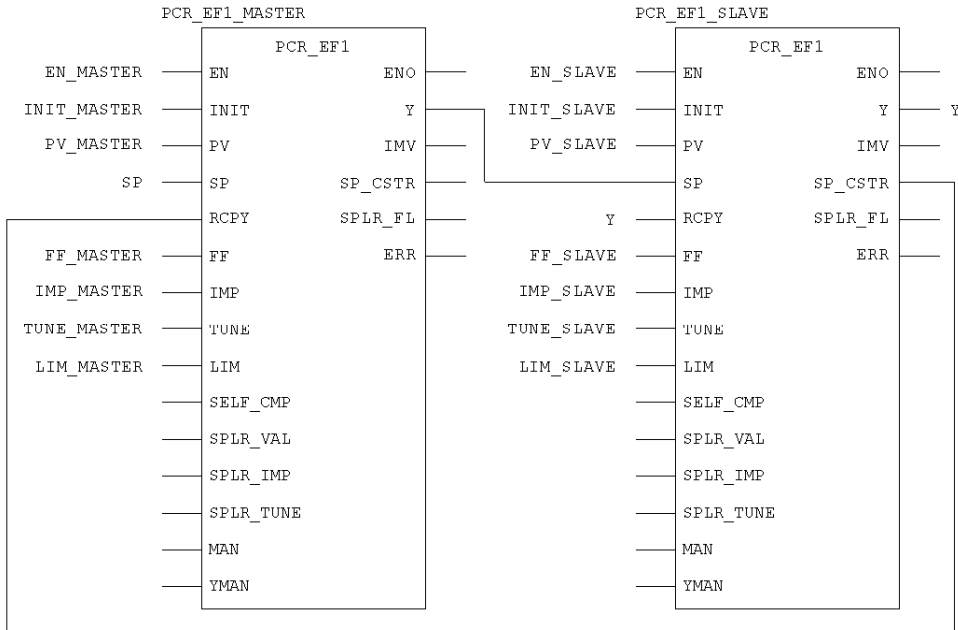 PCR_EF1_MASTER PCR_EF1_SLAVE
PCR_EF1 PCR_EF1
EN_MASTER EN ENO EN_SLAVE EN ENO
INIT_MASTER INIT Y INIT_SLAVE INIT Y Y
PV_MASTER PV IMV PV_SLAVE PV IMV
SP SP SP_CSTR SP SP_CSTR
RCPY SPLR_FL Y RCPY SPLR_FL
FF_MASTER FF ERR FF_SLAVE FF ERR
IMP_MASTER IMP IMP_SLAVE IMP
TUNE_MASTER TUNE TUNE_SLAVE TUNE
LIM_MASTER LIM LIM_SLAVE LIM
SELF_CMP SELF_CMP
SPLR_VAL SPLR_VAL
SPLR_IMP SPLR_IMP
SPLR_TUNE SPLR_TUNE
MAN MAN
YMAN YMAN